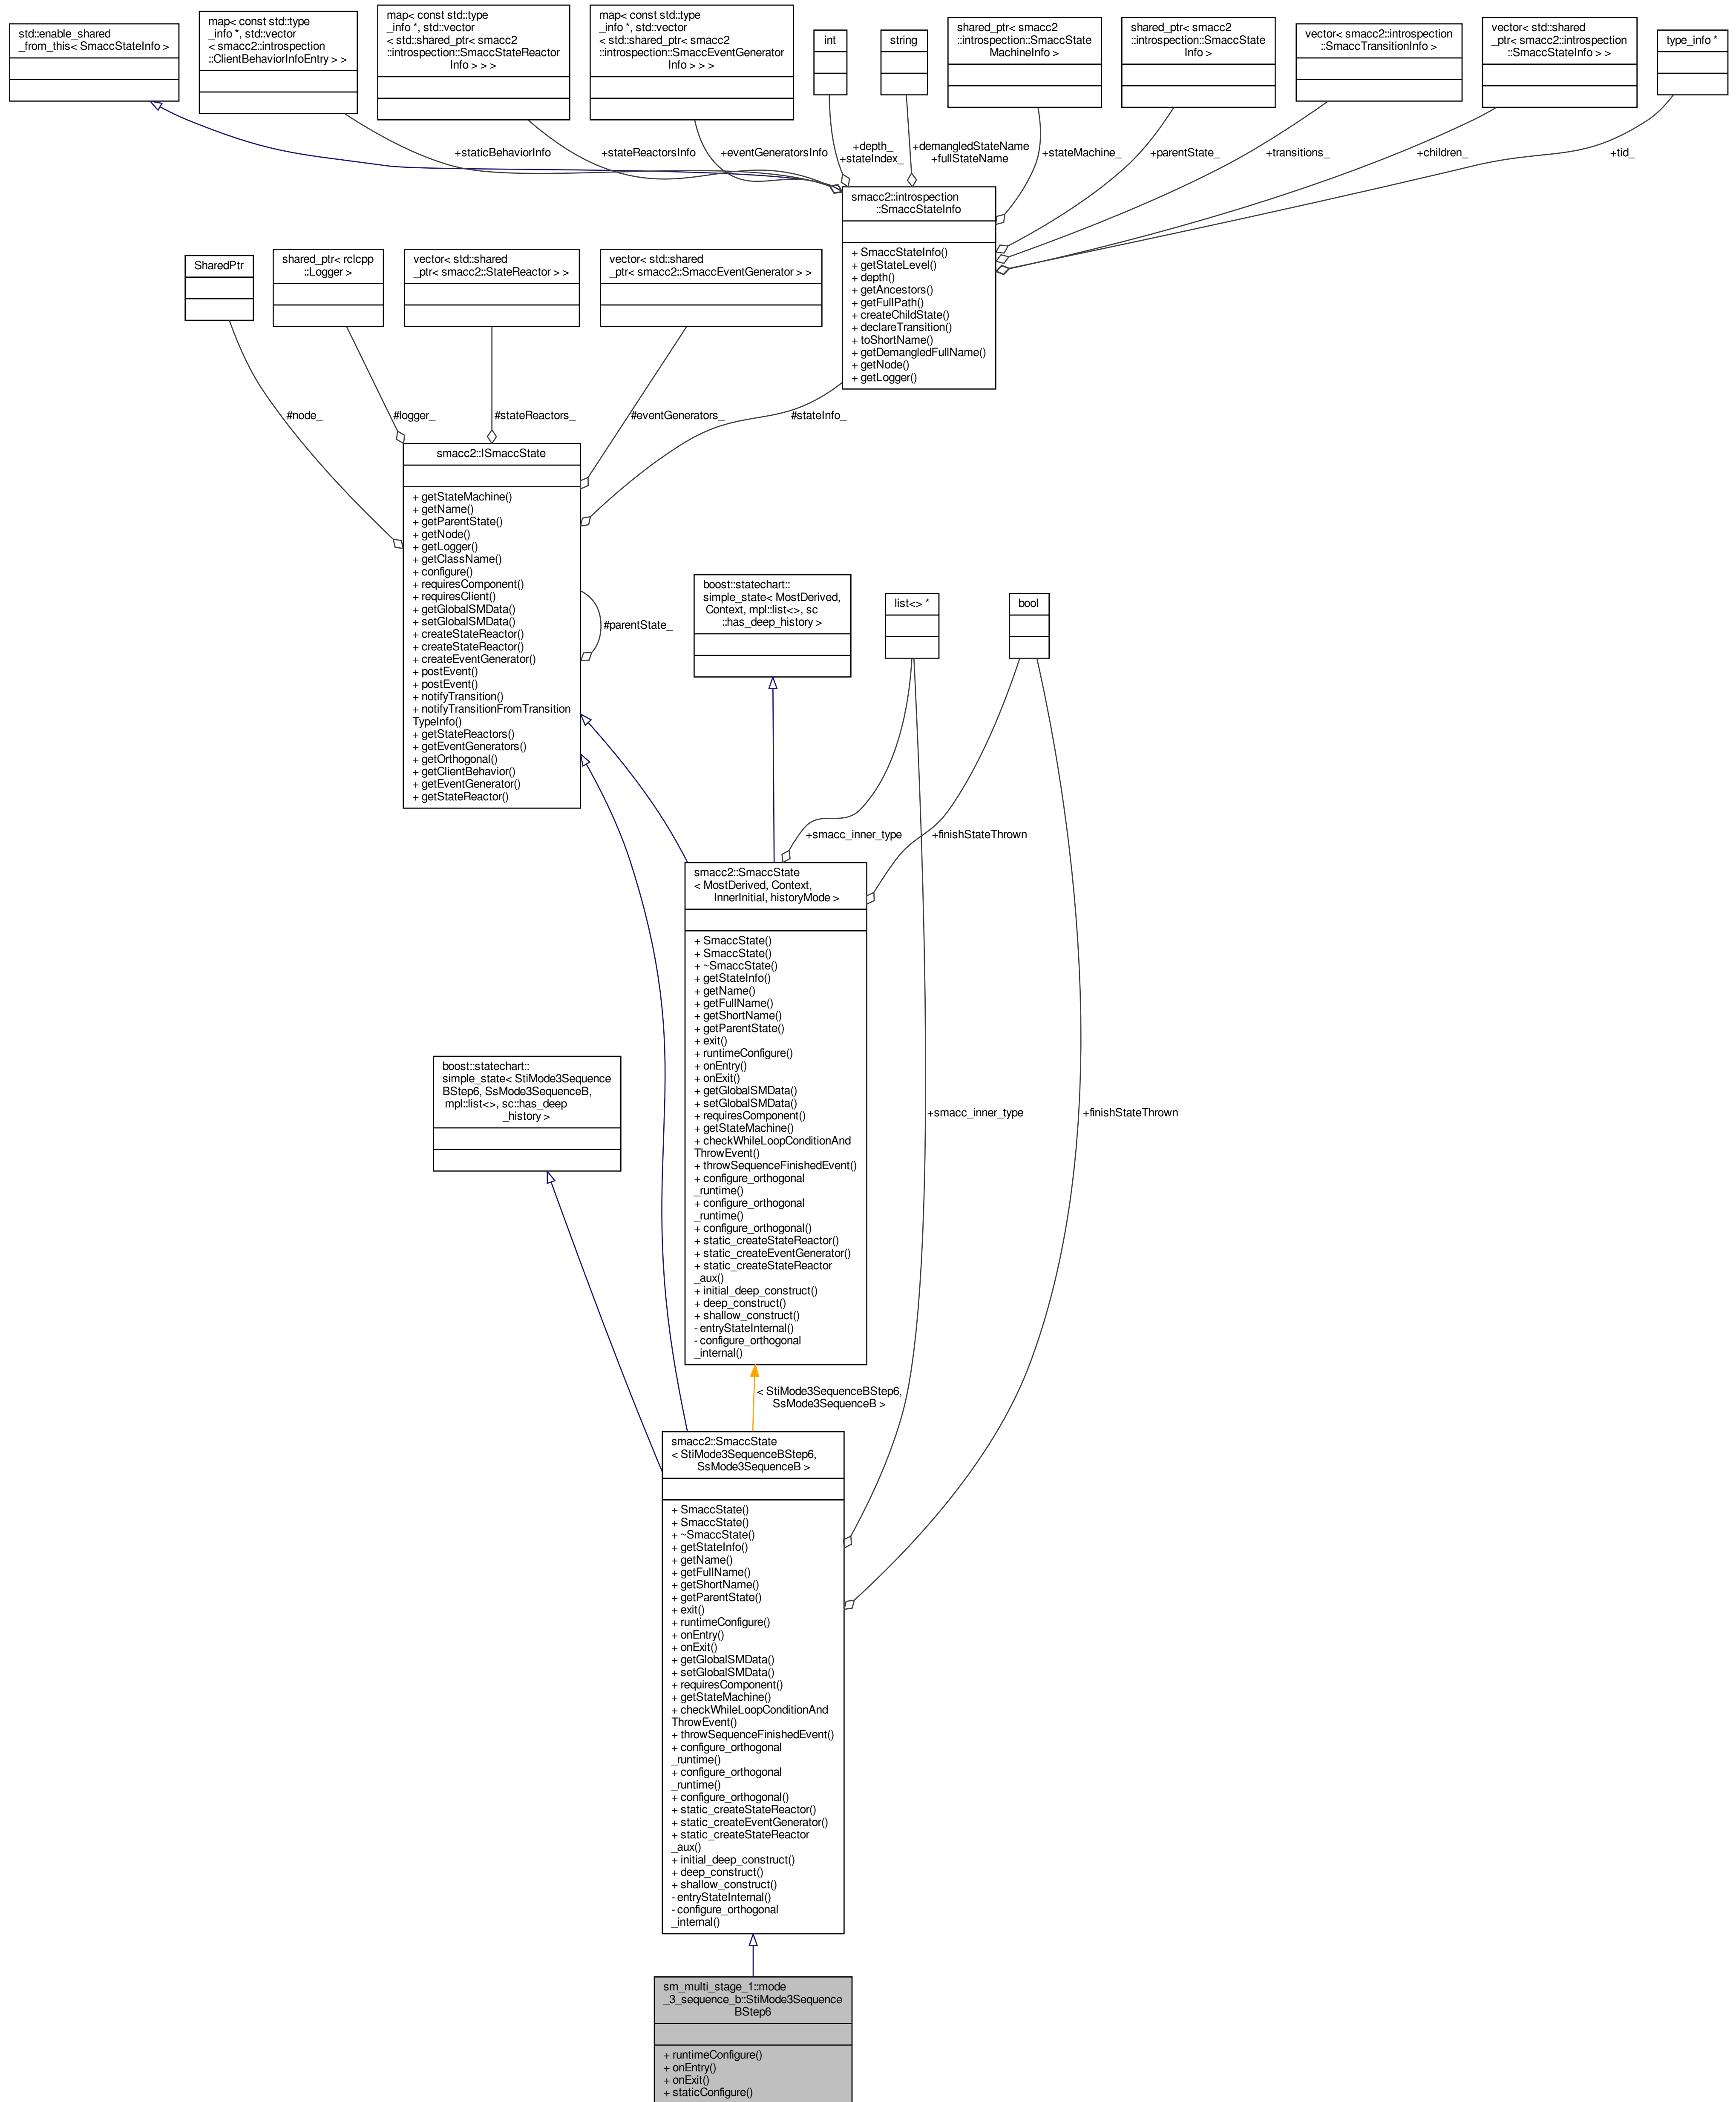 std::enable_shared
_from_this< SmaccStateInfo >
map< const std::type
_info *, std::vector
< smacc2::introspection
::ClientBehaviorInfoEntry > >
map< const std::type
_info *, std::vector
< std::shared_ptr< smacc2
::introspection::SmaccStateReactor
Info > > >
map< const std::type
_info *, std::vector
< std::shared_ptr< smacc2
::introspection::SmaccEventGenerator
Info > > >
int
string
shared_ptr< smacc2
::introspection::SmaccState
MachineInfo >
shared_ptr< smacc2
::introspection::SmaccState
Info >
vector< smacc2::introspection
::SmaccTransitionInfo >
vector< std::shared
_ptr< smacc2::introspection
::SmaccStateInfo > >
type_info *
+staticBehaviorInfo
+stateReactorsInfo
+eventGeneratorsInfo
+depth_
+stateIndex_
+demangledStateName
+fullStateName
+stateMachine_
+parentState_
+transitions_
+children_
+tid_
smacc2::introspection
::SmaccStateInfo
+ SmaccStateInfo()
+ getStateLevel()
+ depth()
+ getAncestors()
+ getFullPath()
+ createChildState()
+ declareTransition()
+ toShortName()
+ getDemangledFullName()
+ getNode()
+ getLogger()
SharedPtr
shared_ptr< rclcpp
::Logger >
vector< std::shared
_ptr< smacc2::StateReactor > >
vector< std::shared
_ptr< smacc2::SmaccEventGenerator > >
#node_
#logger_
#stateReactors_
#eventGenerators_
#stateInfo_
smacc2::ISmaccState
+ getStateMachine()
+ getName()
+ getParentState()
+ getNode()
+ getLogger()
+ getClassName()
+ configure()
+ requiresComponent()
+ requiresClient()
+ getGlobalSMData()
+ setGlobalSMData()
+ createStateReactor()
+ createStateReactor()
+ createEventGenerator()
+ postEvent()
+ postEvent()
+ notifyTransition()
+ notifyTransitionFromTransition
TypeInfo()
+ getStateReactors()
+ getEventGenerators()
+ getOrthogonal()
+ getClientBehavior()
+ getEventGenerator()
+ getStateReactor()
#parentState_
boost::statechart::
simple_state< MostDerived,
Context, mpl::list<>, sc
::has_deep_history >
list<> *
bool
+smacc_inner_type
+finishStateThrown
smacc2::SmaccState
< MostDerived, Context,
InnerInitial, historyMode >
+ SmaccState()
+ SmaccState()
+ ~SmaccState()
+ getStateInfo()
+ getName()
+ getFullName()
+ getShortName()
+ getParentState()
+ exit()
+ runtimeConfigure()
+ onEntry()
+ onExit()
+ getGlobalSMData()
+ setGlobalSMData()
+ requiresComponent()
+ getStateMachine()
+ checkWhileLoopConditionAnd
ThrowEvent()
+ throwSequenceFinishedEvent()
+ configure_orthogonal
_runtime()
+ configure_orthogonal
_runtime()
+ configure_orthogonal()
+ static_createStateReactor()
+ static_createEventGenerator()
+ static_createStateReactor
_aux()
+ initial_deep_construct()
+ deep_construct()
+ shallow_construct()
- entryStateInternal()
- configure_orthogonal
_internal()
boost::statechart::
simple_state< StiMode3Sequence
BStep6, SsMode3SequenceB,
mpl::list<>, sc::has_deep
_history >
+smacc_inner_type
+finishStateThrown
< StiMode3SequenceBStep6,
SsMode3SequenceB >
smacc2::SmaccState
< StiMode3SequenceBStep6,
SsMode3SequenceB >
+ SmaccState()
+ SmaccState()
+ ~SmaccState()
+ getStateInfo()
+ getName()
+ getFullName()
+ getShortName()
+ getParentState()
+ exit()
+ runtimeConfigure()
+ onEntry()
+ onExit()
+ getGlobalSMData()
+ setGlobalSMData()
+ requiresComponent()
+ getStateMachine()
+ checkWhileLoopConditionAnd
ThrowEvent()
+ throwSequenceFinishedEvent()
+ configure_orthogonal
_runtime()
+ configure_orthogonal
_runtime()
+ configure_orthogonal()
+ static_createStateReactor()
+ static_createEventGenerator()
+ static_createStateReactor
_aux()
+ initial_deep_construct()
+ deep_construct()
+ shallow_construct()
- entryStateInternal()
- configure_orthogonal
_internal()
sm_multi_stage_1::mode
_3_sequence_b::StiMode3Sequence
BStep6
+ runtimeConfigure()
+ onEntry()
+ onExit()
+ staticConfigure()